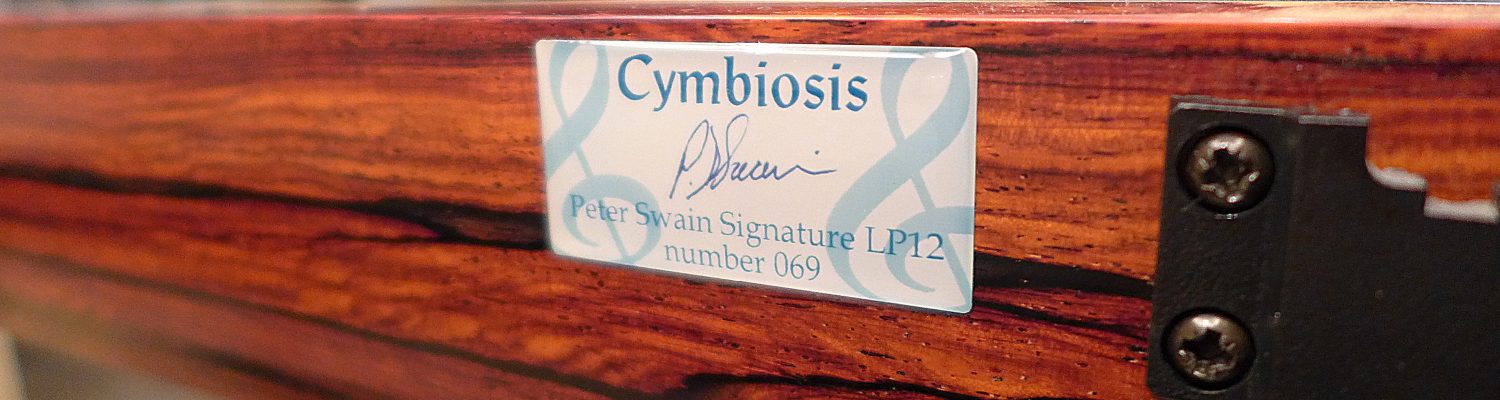 Cymbiosis
P. Swain
Peter Swain Signature LP12
number 069